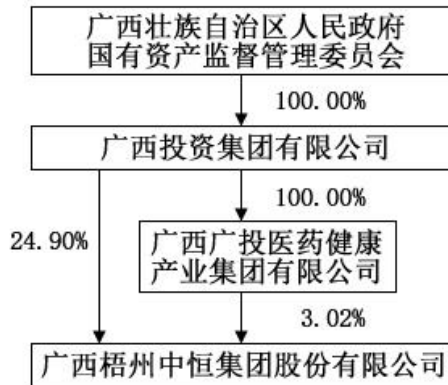 广西壮族自治区人民政府
国有资产监督管理委员会
100.00%
广西投资集团有限公司
100.00%
24.90%
广西广投医药健康
产业集团有限公司
3.02%
广西梧州中恒集团股份有限公司